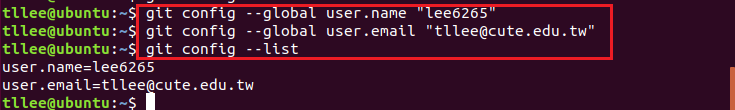 tllee@ubuntu:~$ git config --global user.name "lee6265"
tllee@ubuntu:~$ git config --global user.email "tllee@cute.edu.tw"
tllee@ubuntu:~$ git config --list
user.name=lee6265
user.email=tllee@cute.edu.tw
tllee@ubuntu:~$